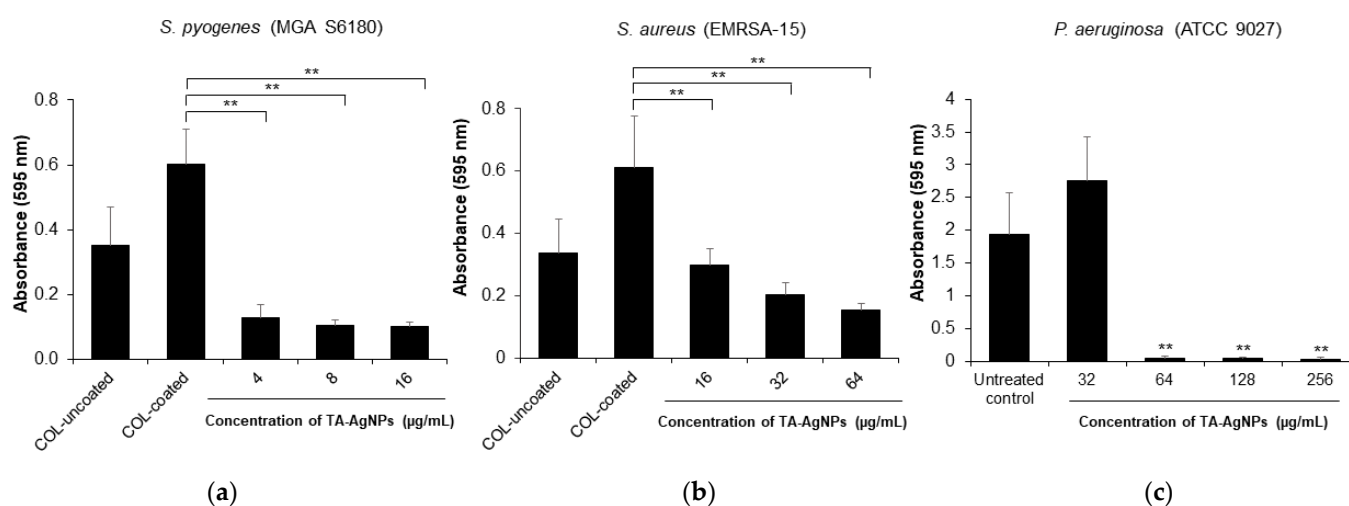 S. pyogenes (MGA S6180)
**
**
**
Absorbance (595 nm)
0.8
0.6
0.4
0.2
0.0
COL-uncoated
COL-coated
4
8
16
Concentration of TA-AgNPs (µg/mL)
(a)
S. aureus (EMRSA-15)
**
**
**
Absorbance (595 nm)
0.8
0.6
0.4
0.2
0
COL-uncoated
COL-coated
16
32
64
Concentration of TA-AgNPs (µg/mL)
(b)
P. aeruginosa (ATCC 9027)
Absorbance (595 nm)
4
3.5
3
2.5
2
1.5
1
0.5
0
** ** **
Untreated
control
32
64
128
256
Concentration of TA-AgNPs (µg/mL)
(c)